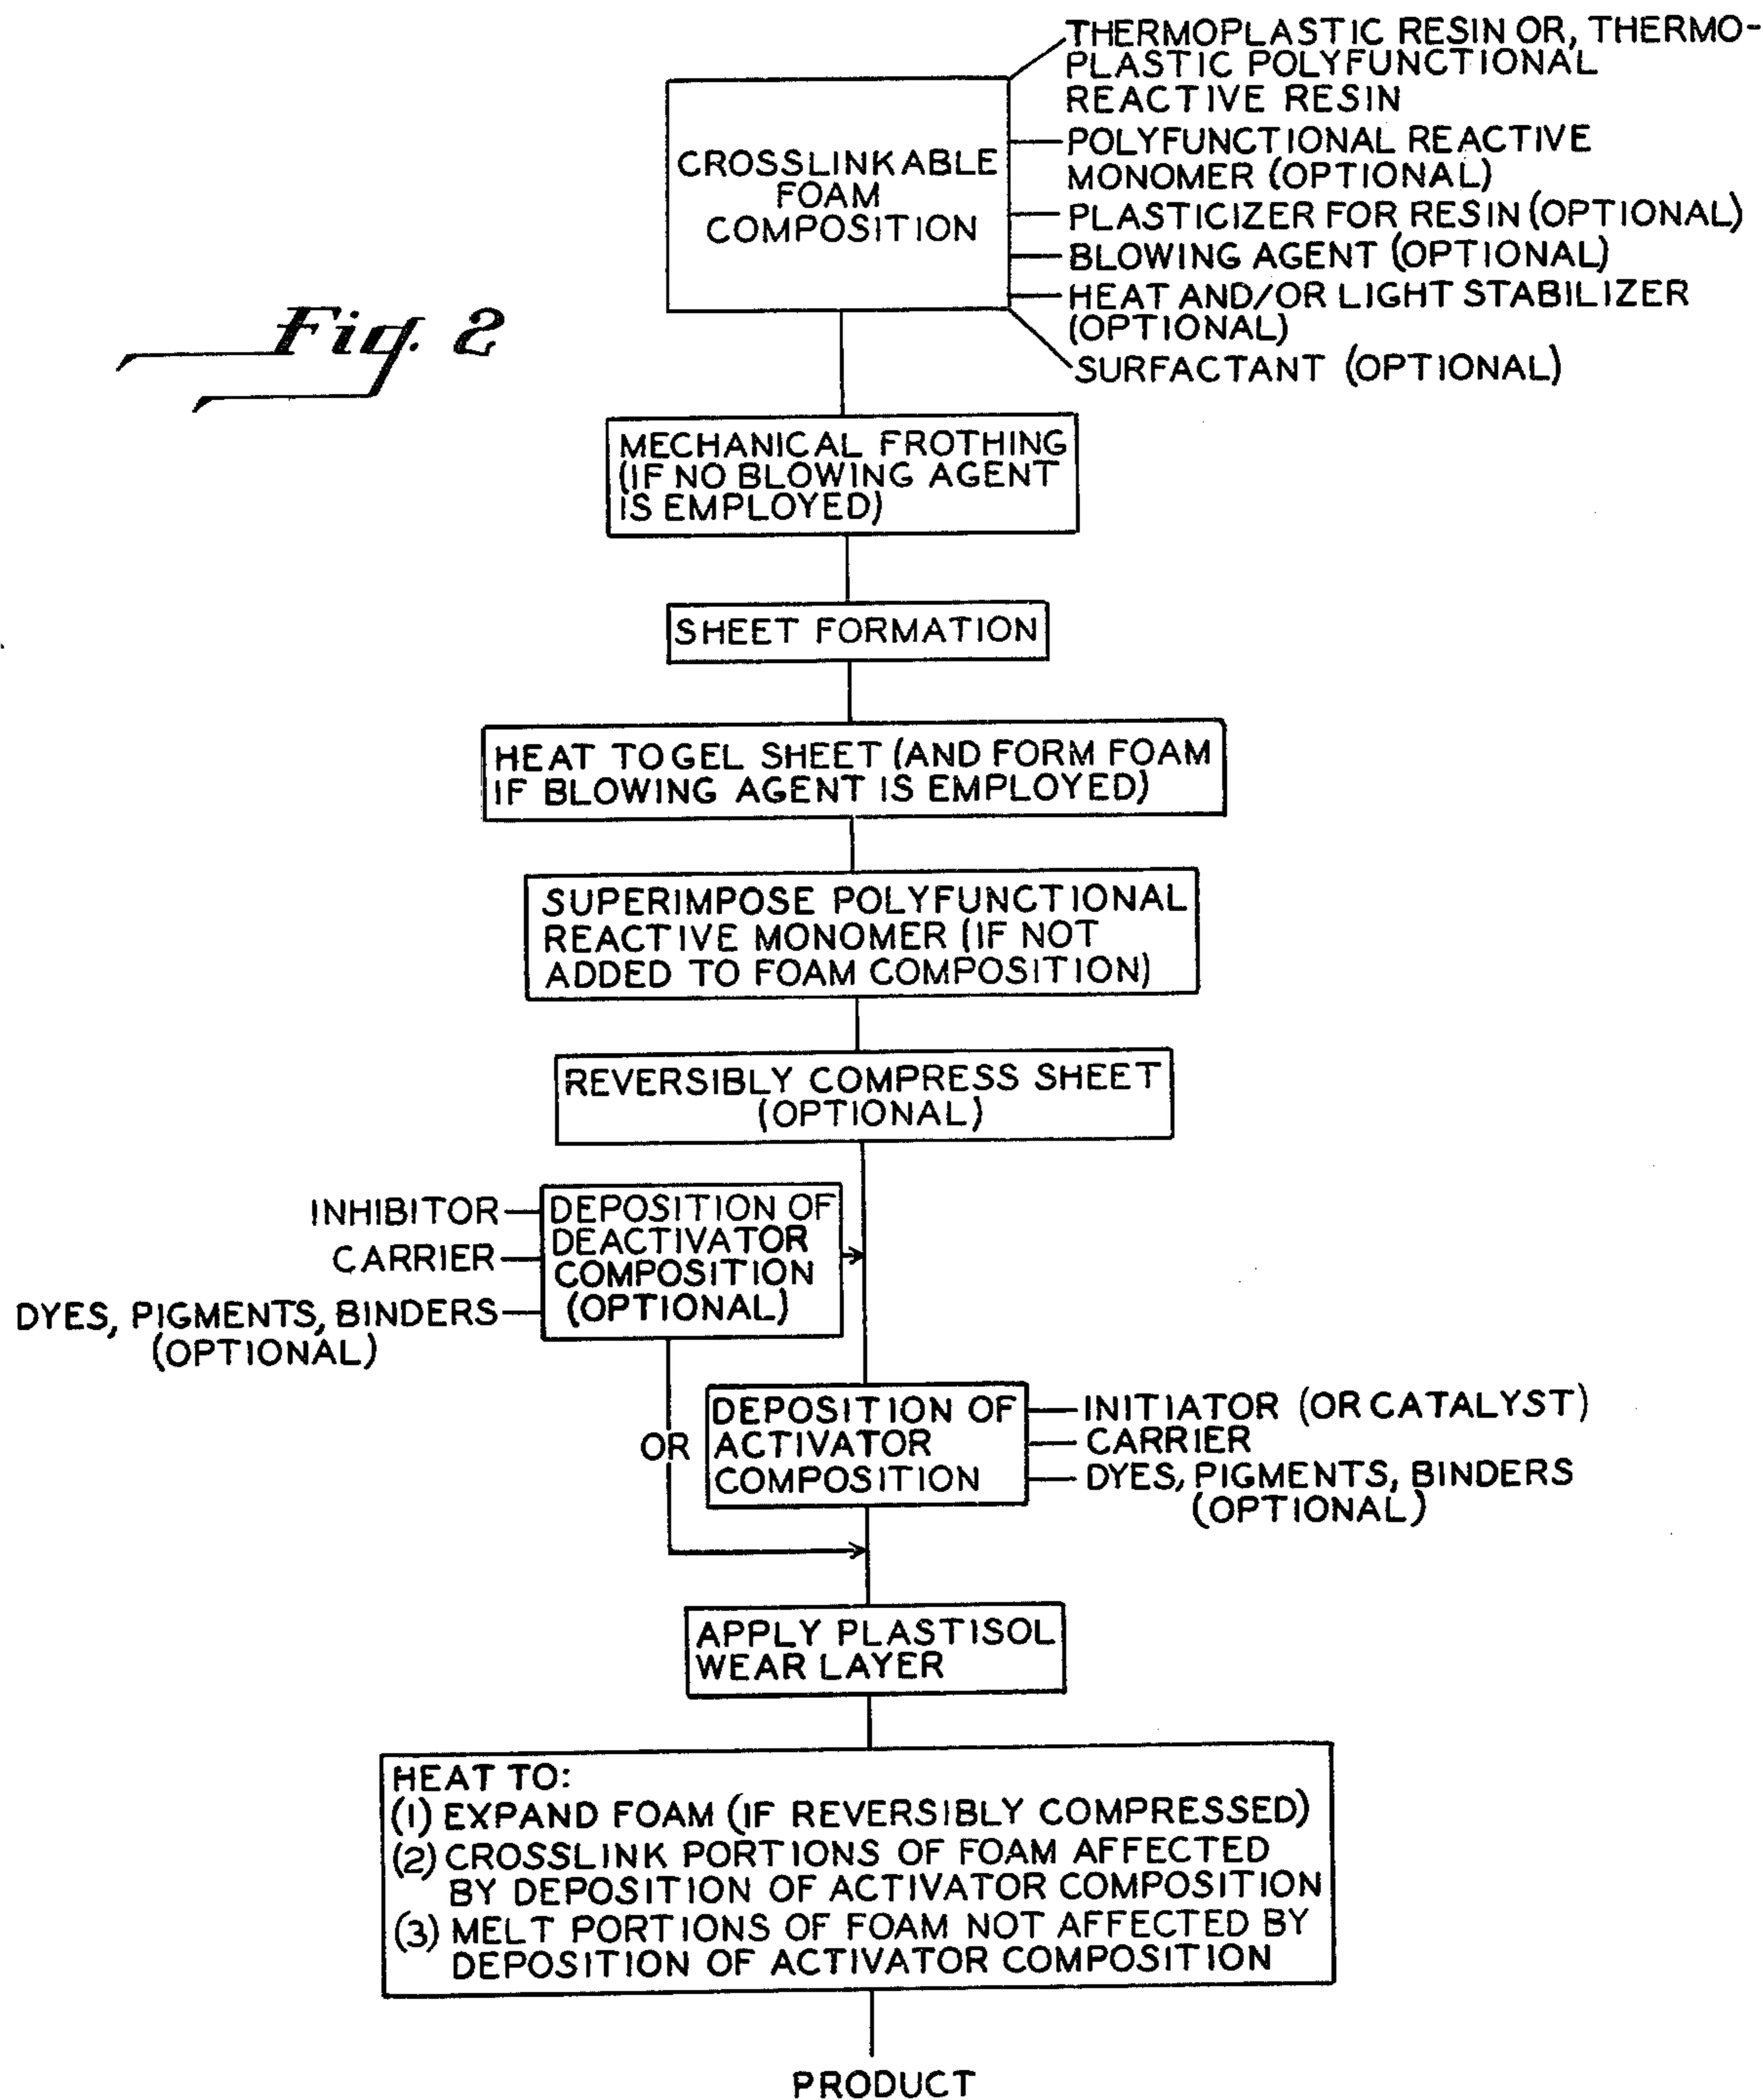 THERMOPLASTIC RESIN OR, THERMO-
PLASTIC POLYFUNCTIONAL
REACTIVE RESIN
CROSSLINKABLE
FOAM
COMPOSITION
POLYFUNCTIONAL REACTIVE
MONOMER (OPTIONAL)
PLASTICIZER FOR RESIN (OPTIONAL)
BLOWING AGENT (OPTIONAL)
HEAT AND/OR LIGHT STABILIZER
(OPTIONAL)
SURFACTANT (OPTIONAL)
Fig. 2
MECHANICAL FROTHING
(IF NO BLOWING AGENT
IS EMPLOYED)
SHEET FORMATION
HEAT TO GEL SHEET (AND FORM FOAM
IF BLOWING AGENT IS EMPLOYED)
SUPERIMPOSE POLYFUNCTIONAL
REACTIVE MONOMER (IF NOT
ADDED TO FOAM COMPOSITION)
REVERSIBLY COMPRESS SHEET
(OPTIONAL)
INHIBITOR
CARRIER
DYES, PIGMENTS, BINDERS
(OPTIONAL)
DEPOSITION OF
DEACTIVATOR
COMPOSITION
(OPTIONAL)
OR
DEPOSITION OF
ACTIVATOR
COMPOSITION
INITIATOR (OR CATALYST)
CARRIER
DYES, PIGMENTS, BINDERS
(OPTIONAL)
APPLY PLASTISOL
WEAR LAYER
HEAT TO:
(1) EXPAND FOAM (IF REVERSIBLY COMPRESSED)
(2) CROSSLINK PORTIONS OF FOAM AFFECTED
BY DEPOSITION OF ACTIVATOR COMPOSITION
(3) MELT PORTIONS OF FOAM NOT AFFECTED BY
DEPOSITION OF ACTIVATOR COMPOSITION
PRODUCT